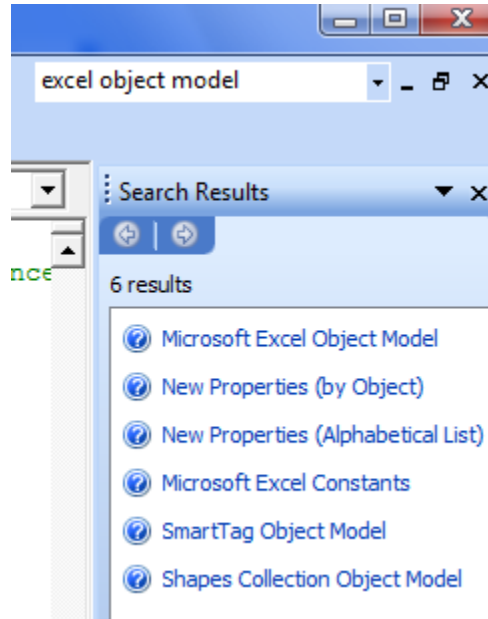 excel object model
Search Results
nce
6 results
Microsoft Excel Object Model
New Properties (by Object)
New Properties (Alphabetical List)
Microsoft Excel Constants
SmartTag Object Model
Shapes Collection Object Model